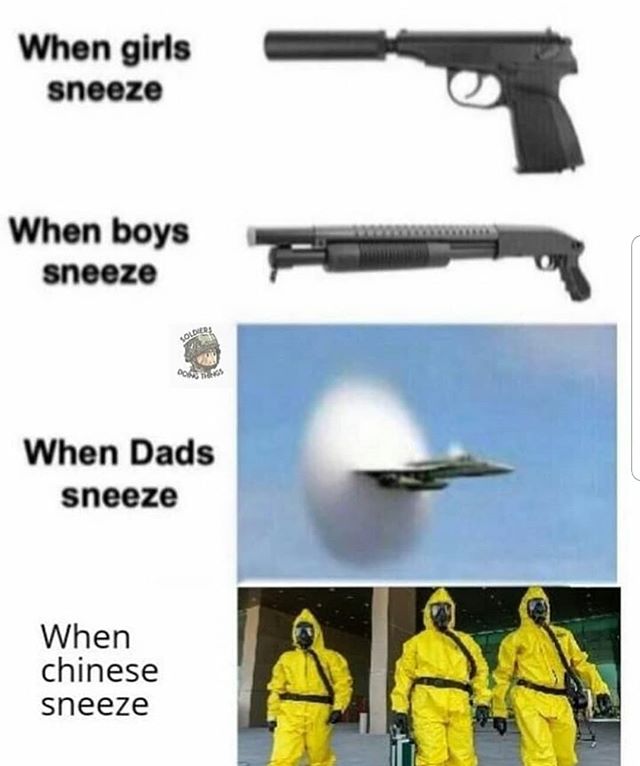 When girls
sneeze
When boys
sneeze
SOLDIERS
DOING THINGS
When Dads
sneeze
When
chinese
sneeze